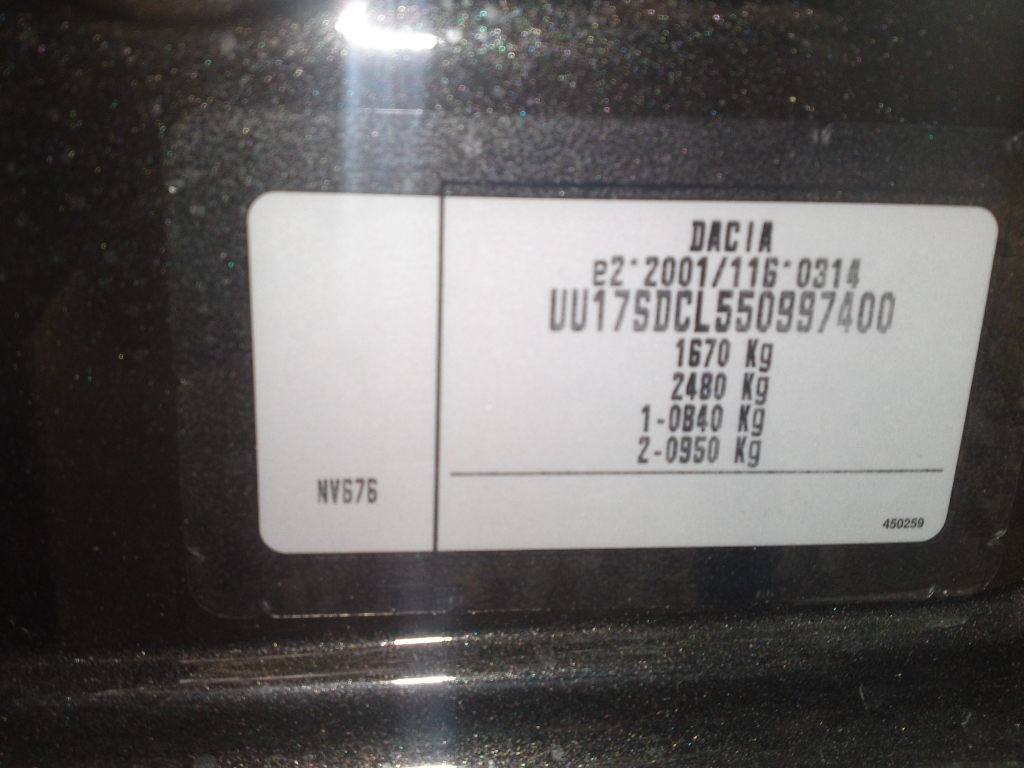 DACIA
e2*2001/116*0314
UU17SDCL550997400
1670 Kg
2480 Kg
1-0840 Kg
2-0950 Kg
NV676
450259